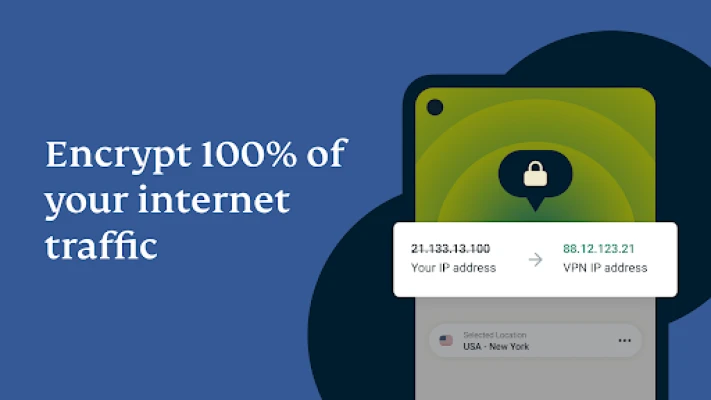 Encrypt 100% of
your internet
traffic
21.133.13.100
88.12.123.21
Your IP address
VPN IP address
Selected Location
USA - New York